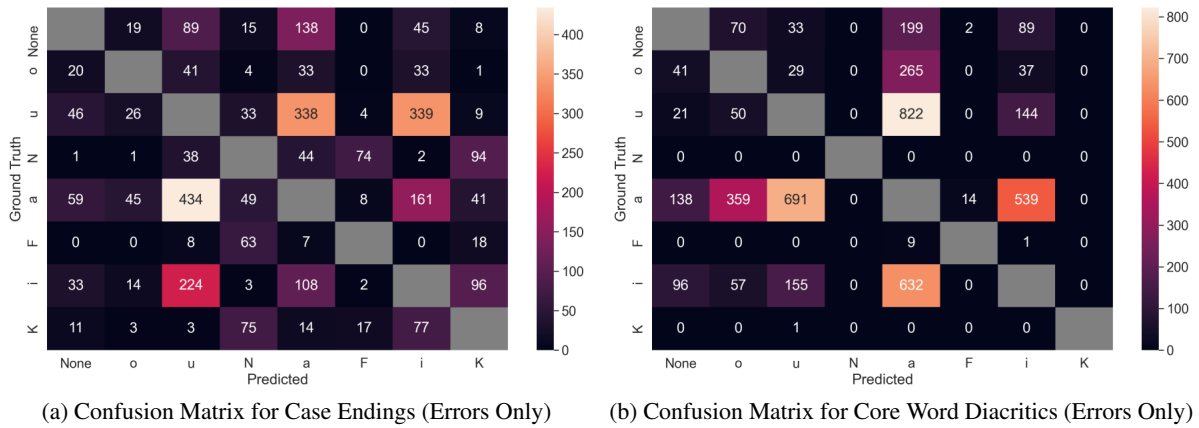 None 19 89 15 138 0 45 8
o 20 41 4 33 0 33 1
u 46 26 33 338 4 339 9
N 1 1 38 44 74 2 94
a 59 45 434 49 8 161 41
F 0 0 8 63 7 0 18
i 33 14 224 3 108 2 96
K 11 3 3 75 14 17 77
None o u N a F i K
Ground Truth
Predicted
400
350
300
250
200
150
100
50
0
(a) Confusion Matrix for Case Endings (Errors Only)
None 70 33 0 199 2 89 0
o 41 29 0 265 0 37 0
u 21 50 0 822 0 144 0
N 0 0 0 0 0 0 0
a 138 359 691 0 14 539 0
F 0 0 0 0 9 1 0
i 96 57 155 0 632 0 0
K 0 0 1 0 0 0 0
None o u N a F i K
Ground Truth
Predicted
800
700
600
500
400
300
200
100
0
(b) Confusion Matrix for Core Word Diacritics (Errors Only)